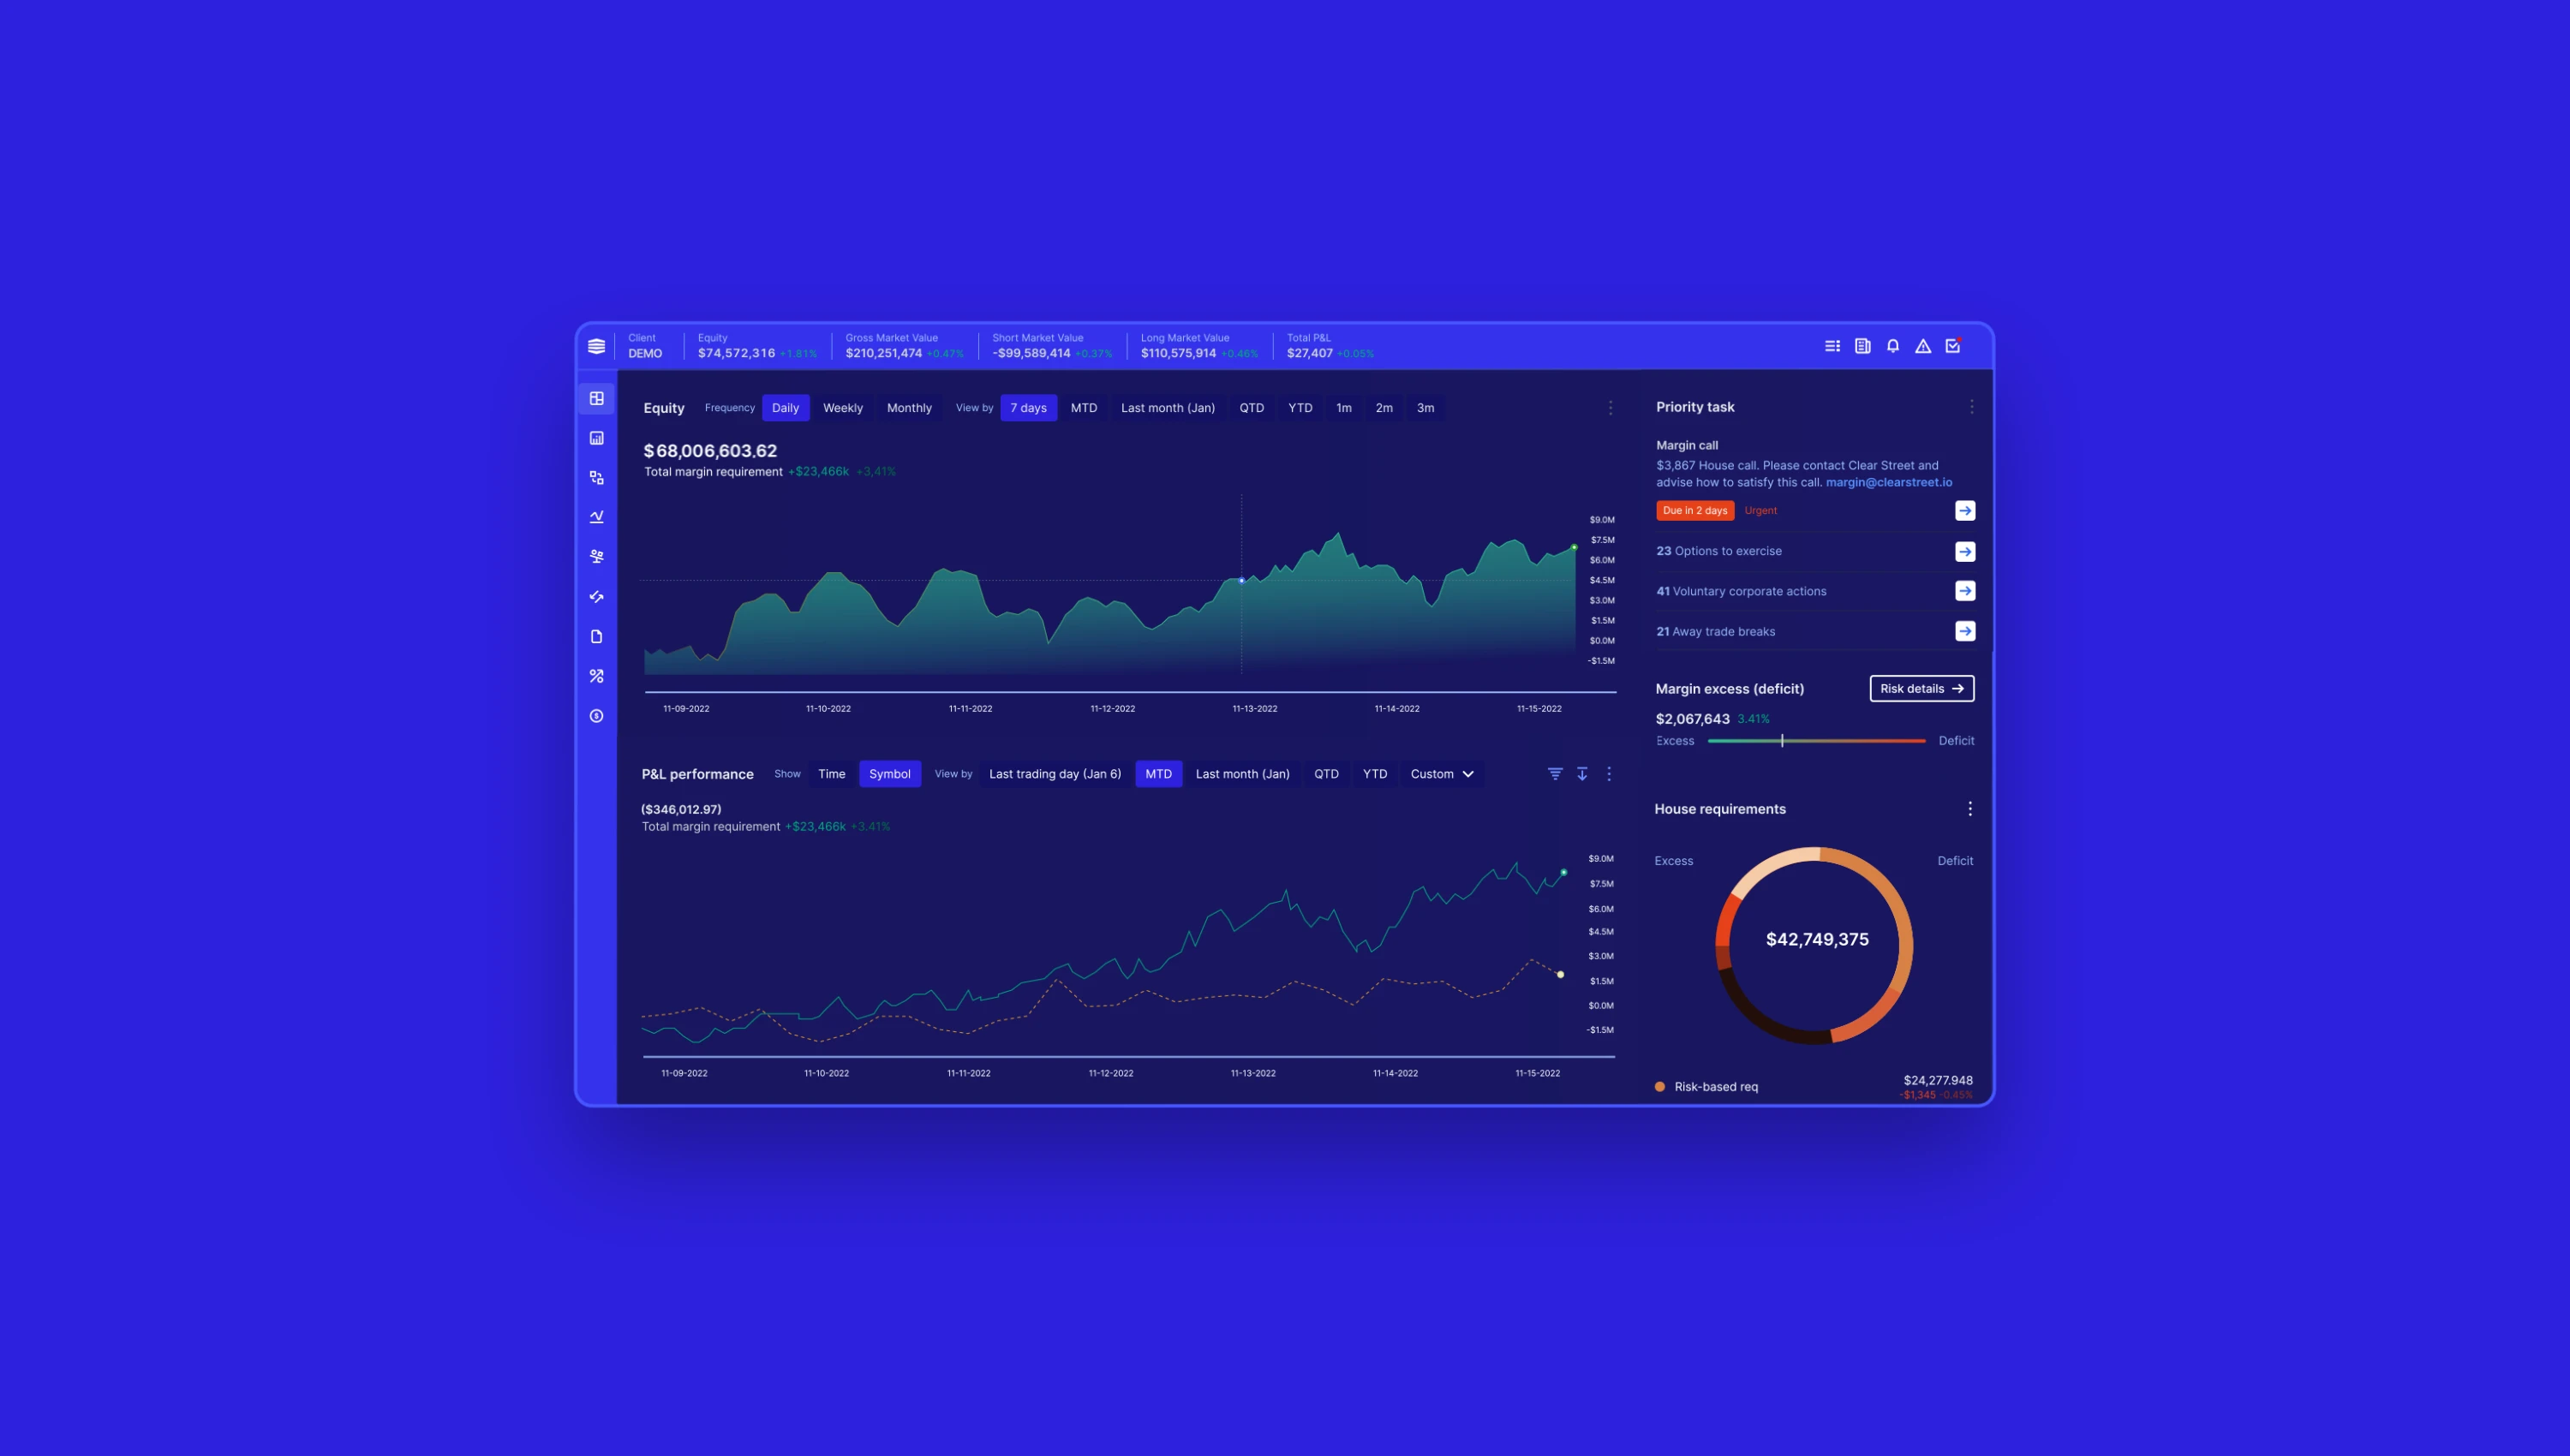 Client Equity Gross Market Value Short Market Value Long Market Value Total P&L
DEMO $74,572,316 +1.81% $210,251,474 +0.47% -$99,589,414 +0.37% $110,575,914 +0.46% $27,407 +0.05%
Equity Frequency Daily Weekly Monthly View by 7 days MTD Last month (Jan) QTD YTD 1m 2m 3m
$68,006,603.62
Total margin requirement +$23,466k +3,41%
$9.0M
$7.5M
$6.0M
$4.5M
$3.0M
$1.5M
$0.0M
-$1.5M
11-09-2022 11-10-2022 11-11-2022 11-12-2022 11-13-2022 11-14-2022 11-15-2022
P&L performance Show Time Symbol View by Last trading day (Jan 6) MTD Last month (Jan) QTD YTD Custom
($346,012.97)
Total margin requirement +$23,466k +3.41%
$9.0M
$7.5M
$6.0M
$4.5M
$3.0M
$1.5M
$0.0M
-$1.5M
11-09-2022 11-10-2022 11-11-2022 11-12-2022 11-13-2022 11-14-2022 11-15-2022
Priority task
Margin call
$3,867 House call. Please contact Clear Street and
advise how to satisfy this call. margin@clearstreet.io
Due in 2 days Urgent
23 Options to exercise
41 Voluntary corporate actions
21 Away trade breaks
Margin excess (deficit) Risk details
$2,067,643 3.41%
Excess Deficit
House requirements
Excess Deficit
$42,749,375
Risk-based req $24,277.948
-$1,345 -0.45%